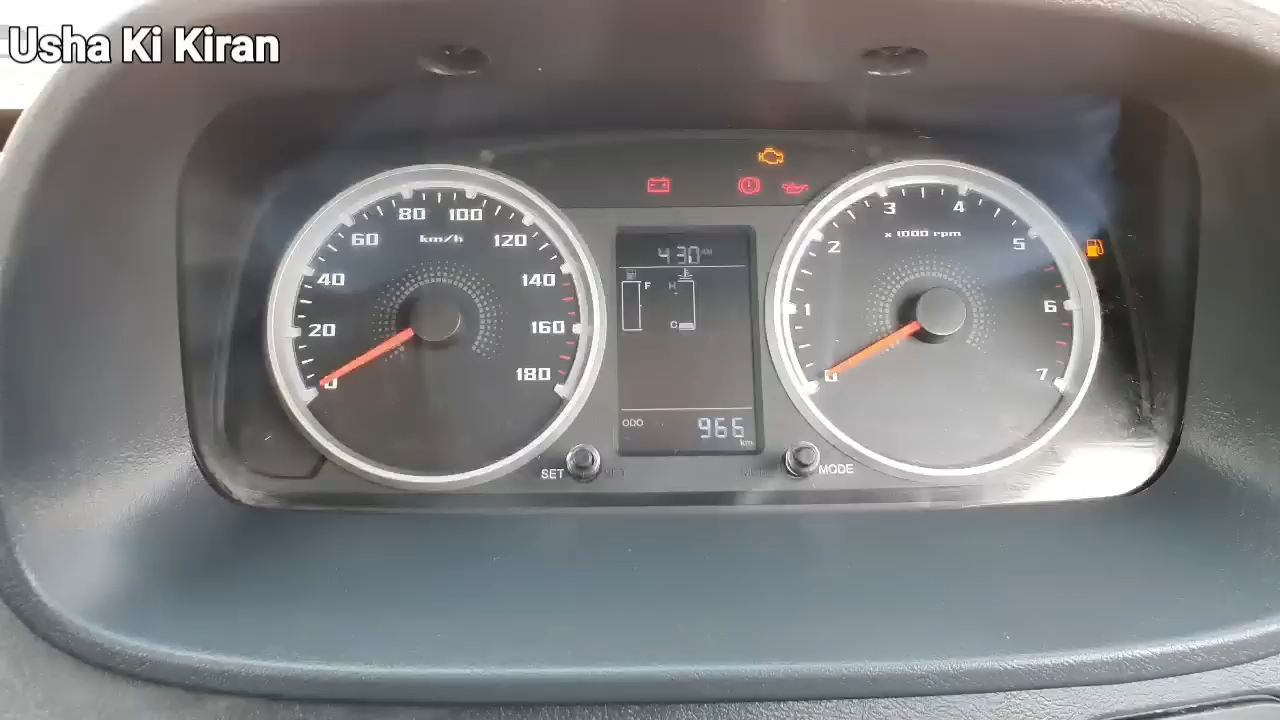 Usha Ki Kiran
80 100
60 km/h 120
40 140
20 160
0 180
4:30 AM
F H
C
ODO 966
km
SET
3 4
2 x 1000 rpm 5
1 6
0 7
MODE